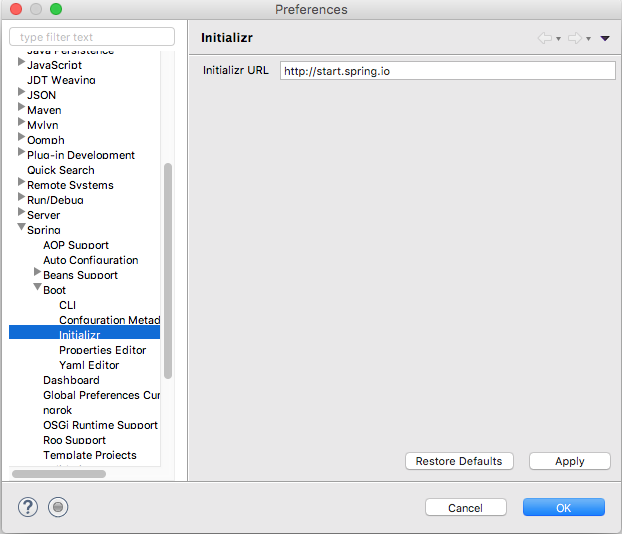 Preferences
type filter text
Initializr
Java Persistence
JavaScript
JDT Weaving
JSON
Maven
Mylyn
Oomph
Plug-in Development
Quick Search
Remote Systems
Run/Debug
Server
Spring
AOP Support
Auto Configuration
Beans Support
Boot
CLI
Configuration Metad
Initializr
Properties Editor
Yaml Editor
Dashboard
Global Preferences Cur
ngrok
OSGi Runtime Support
Roo Support
Template Projects
Initializr URL http://start.spring.io
Restore Defaults Apply
? Cancel OK